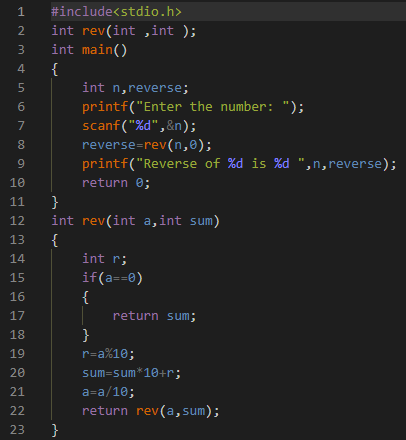 1 #include<stdio.h>
2 int rev(int ,int );
3 int main()
4 {
5     int n,reverse;
6     printf("Enter the number: ");
7     scanf("%d",&n);
8     reverse=rev(n,0);
9     printf("Reverse of %d is %d ",n,reverse);
10     return 0;
11 }
12 int rev(int a,int sum)
13 {
14     int r;
15     if(a==0)
16     {
17         return sum;
18     }
19     r=a%10;
20     sum=sum*10+r;
21     a=a/10;
22     return rev(a,sum);
23 }